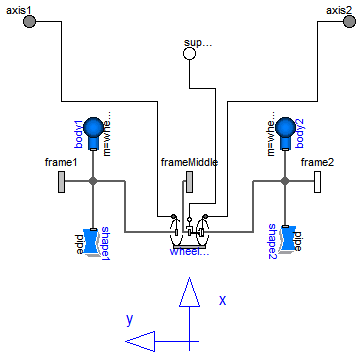 axis1
axis2
sup...
body1
m=whe...
m=whe...
body2
frame1
frameMiddle
frame2
pipe
shape1
wheel...
shape2
pipe
x
y